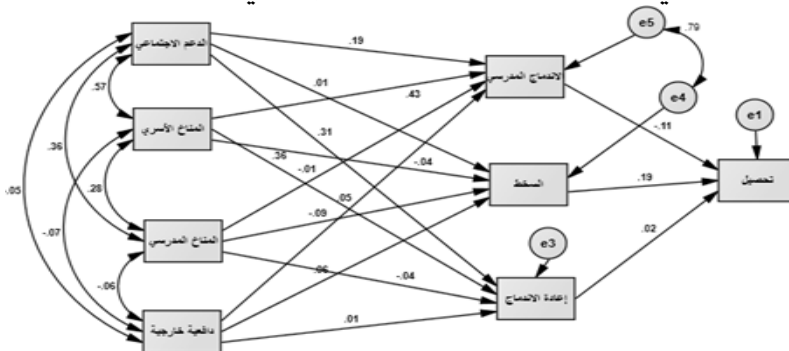 الدعم الاجتماعي
المناخ الأسري
المناخ المدرسي
دافعية خارجية
الاندماج المدرسي
السخط
إعادة الاندماج
تحصيل
e5
e4
e3
e1
.79
.19
.01
.43
.57
.31
-.11
.36
.36
-.04
-.01
.05
.19
.28
-.09
-.05
-.07
.02
.06
-.04
-.06
.01